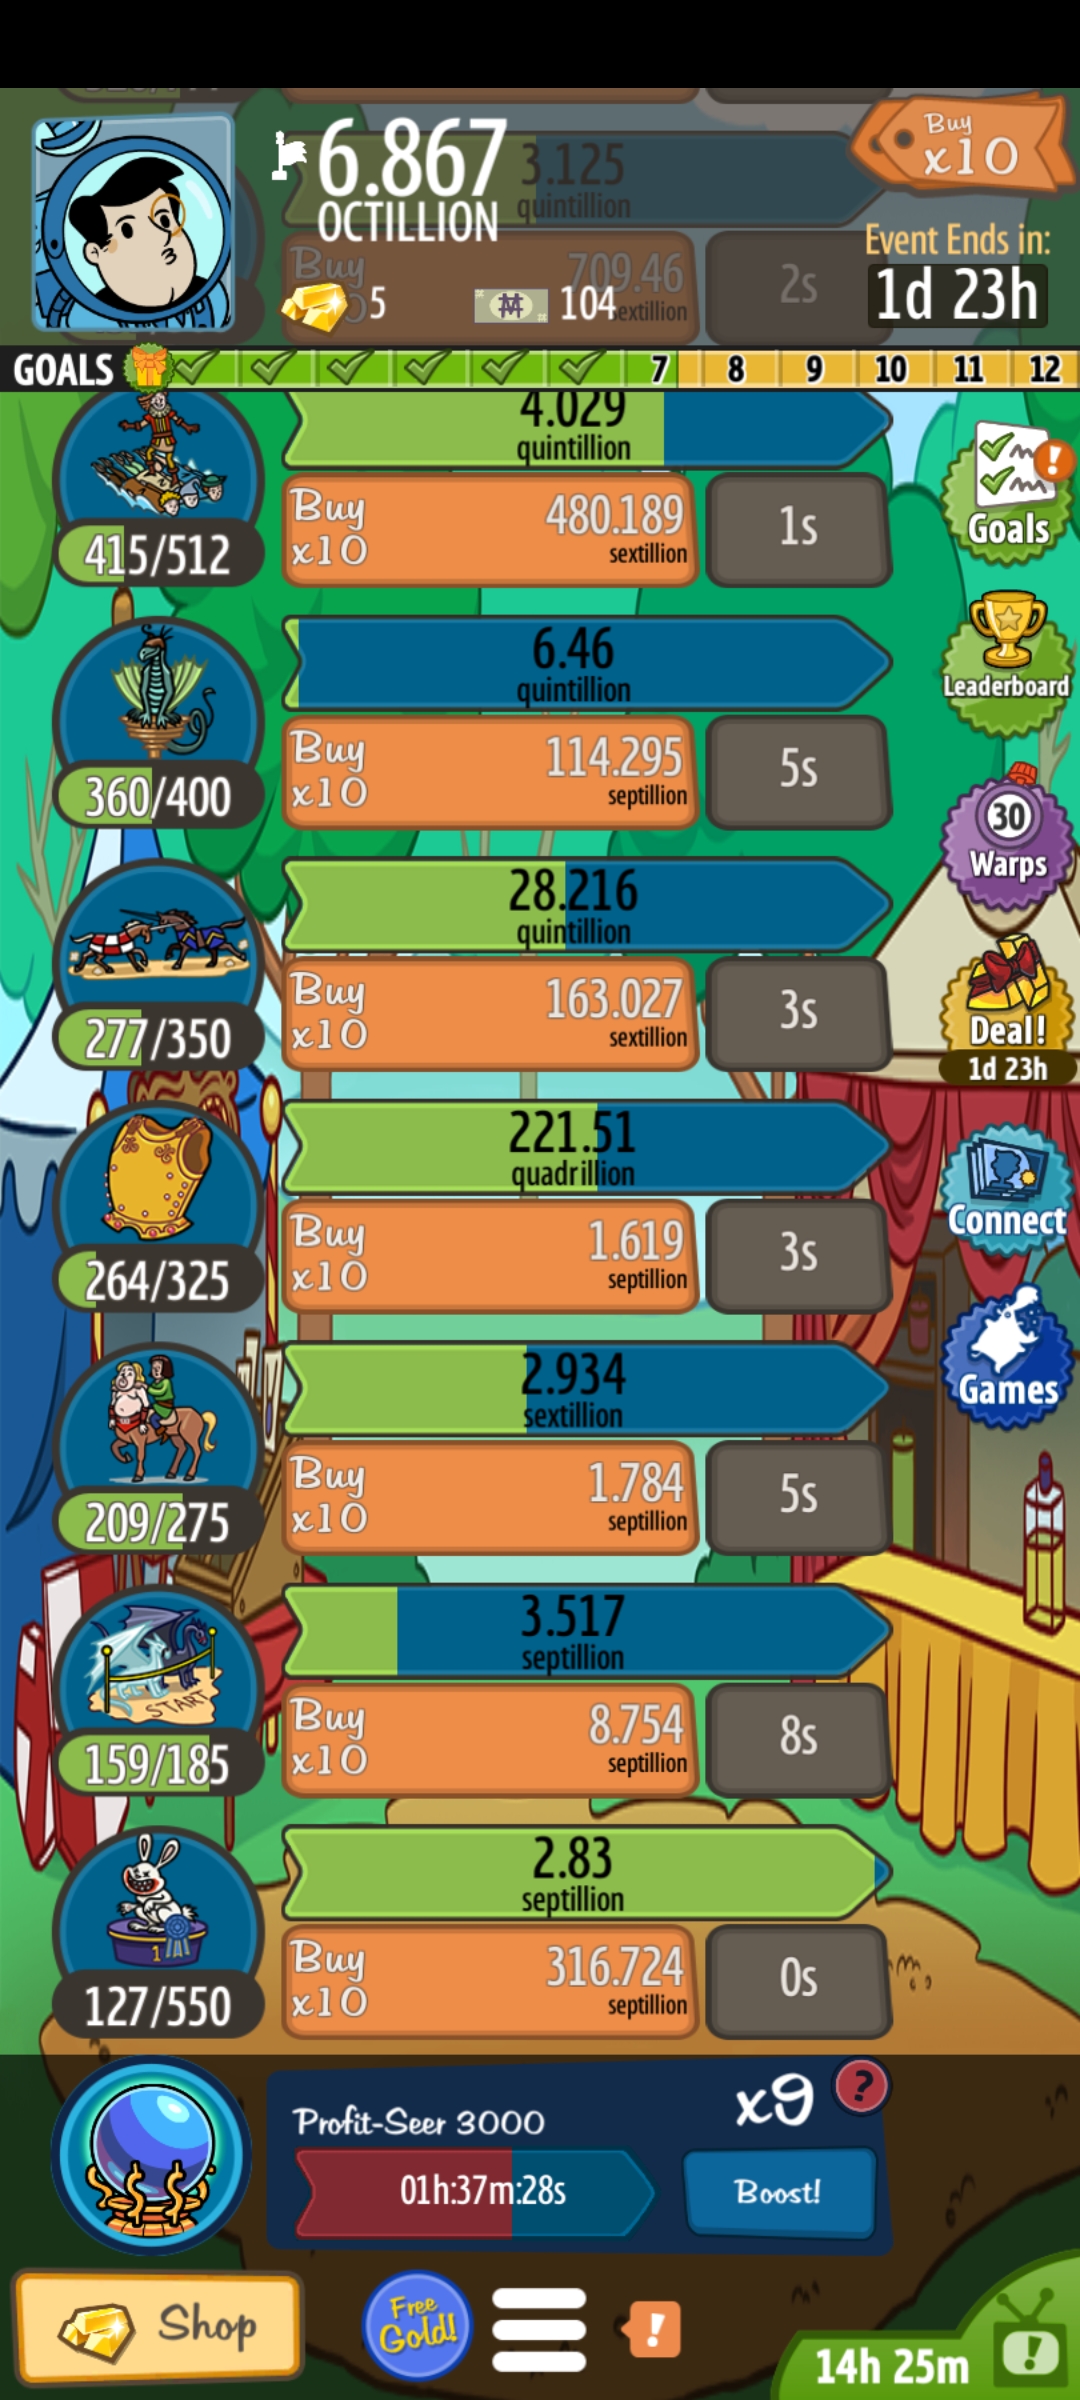 6.867
OCTILLION
3.125
quintillion
Buy
x10
Buy
709.46
sextillion
2s
5
104
Event Ends in:
1d 23h
GOALS
7 8 9 10 11 12
4.029
quintillion
415/512
Buy
x10
480.189
sextillion
1s
Goals
6.46
quintillion
360/400
Buy
x10
114.295
septillion
5s
Leaderboard
28.216
quintillion
277/350
Buy
x10
163.027
sextillion
3s
30
Warps
Deal!
1d 23h
221.51
quadrillion
264/325
Buy
x10
1.619
septillion
3s
Connect
2.934
sextillion
209/275
Buy
x10
1.784
septillion
5s
Games
3.517
septillion
START
159/185
Buy
x10
8.754
septillion
8s
2.83
septillion
1
127/550
Buy
x10
316.724
septillion
0s
Profit-Seer 3000
x9
?
01h:37m:28s
Boost!
Shop
Free
Gold!
!
14h 25m
!